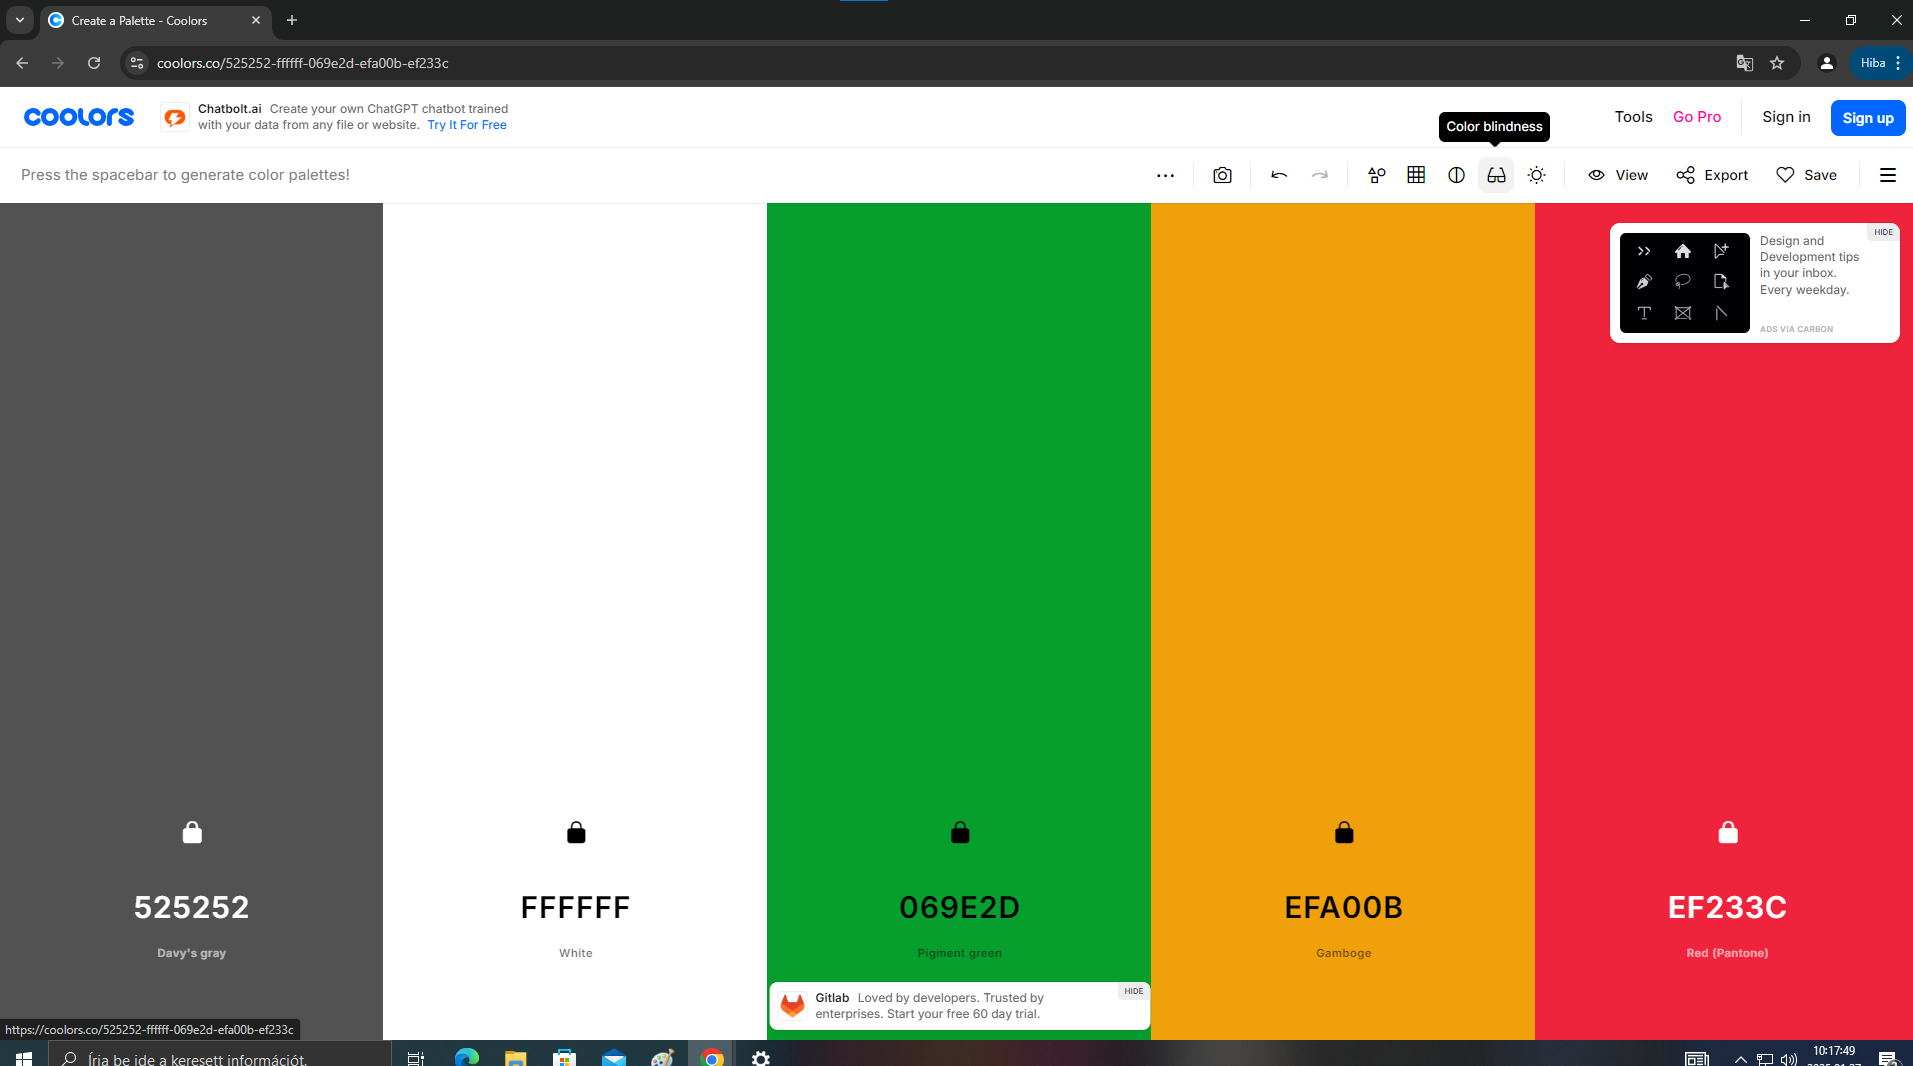 Create a Palette - Coolors
coolors.co/525252-ffffff-069e2d-efa00b-ef233c
Hiba
coolors
Chatbolt.ai Create your own ChatGPT chatbot trained
with your data from any file or website. Try It For Free
Color blindness
Tools
Go Pro
Sign in
Sign up
Press the spacebar to generate color palettes!
View
Export
Save
HIDE
Design and
Development tips
in your inbox.
Every weekday.
ADS VIA CARBON
525252
FFFFFF
069E2D
EFA00B
EF233C
Davy's gray
White
Pigment green
Gamboge
Red (Pantone)
Gitlab Loved by developers. Trusted by
enterprises. Start your free 60 day trial.
HIDE
https://coolors.co/525252-ffffff-069e2d-efa00b-ef233c
Írja be ide a keresett információt.
10:17:49